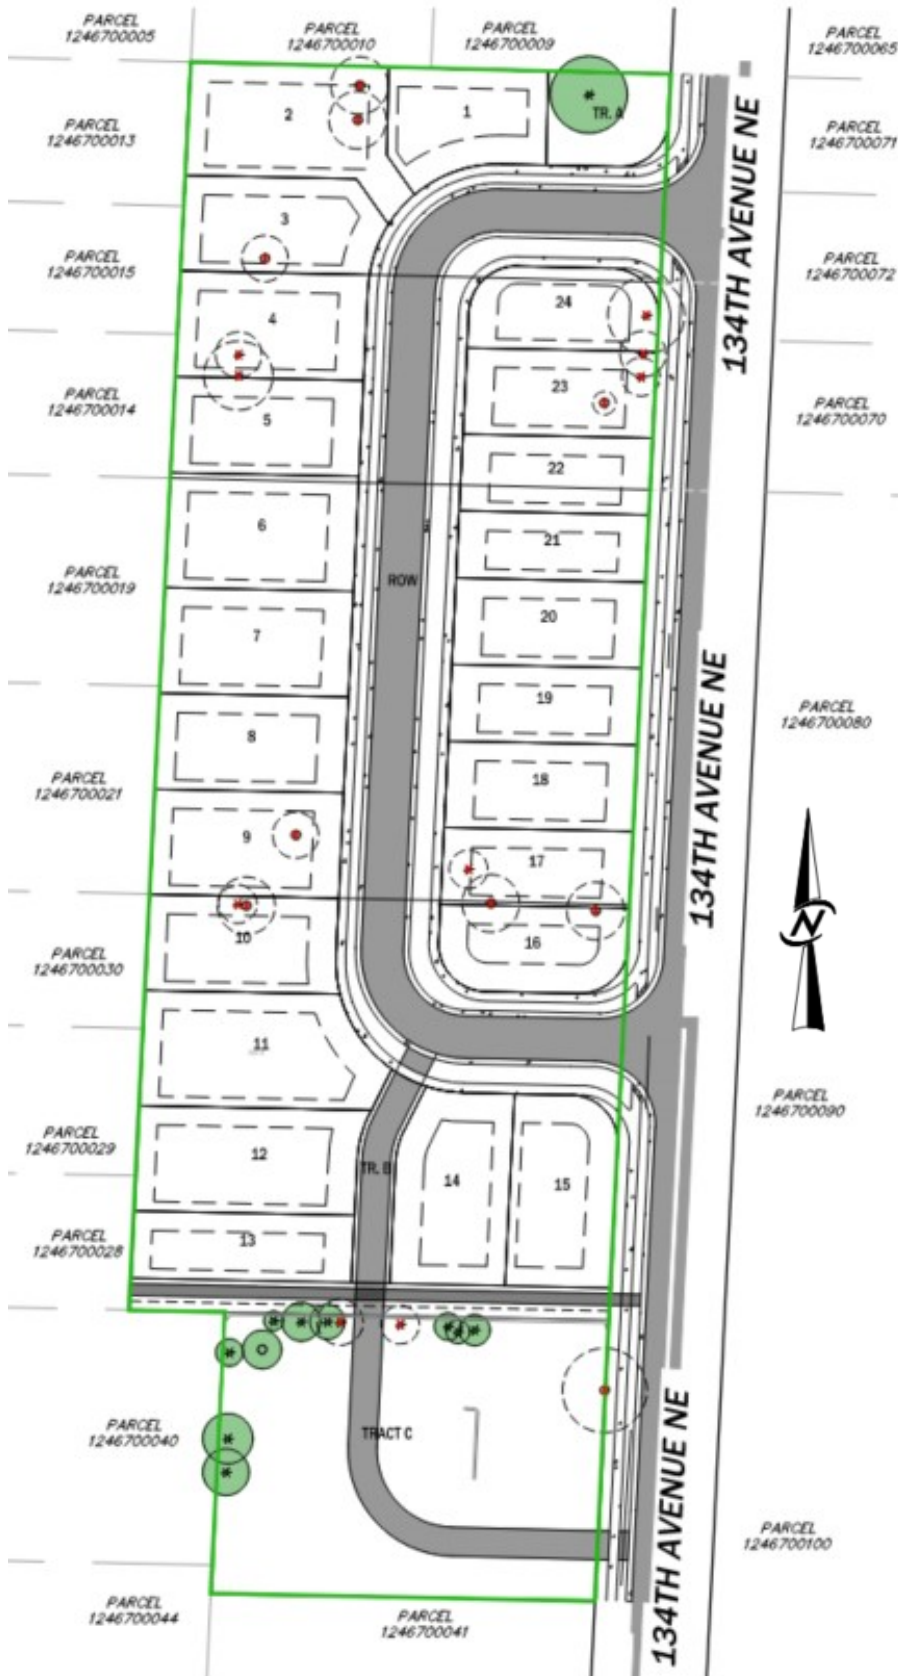 PARCEL
1246700005
PARCEL
1246700010
PARCEL
1246700009
PARCEL
1246700065
PARCEL
1246700013
2
1
TR. A
PARCEL
1246700071
134TH AVENUE NE
3
PARCEL
1246700015
PARCEL
1246700072
24
4
PARCEL
1246700014
23
PARCEL
1246700070
5
22
6
21
ROW
PARCEL
1246700019
20
7
134TH AVENUE NE
19
PARCEL
1246700080
8
18
PARCEL
1246700021
9
17
10
16
N
PARCEL
1246700030
11
PARCEL
1246700090
PARCEL
1246700029
12
TR. B
14
15
PARCEL
1246700028
13
134TH AVENUE NE
PARCEL
1246700040
TRACT C
PARCEL
1246700100
PARCEL
1246700044
PARCEL
1246700041